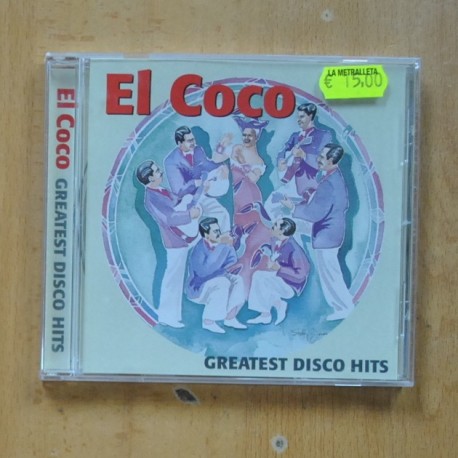 El Coco
LA METRALLETA
€ 15,00
El Coco GREATEST DISCO HITS
GREATEST DISCO HITS